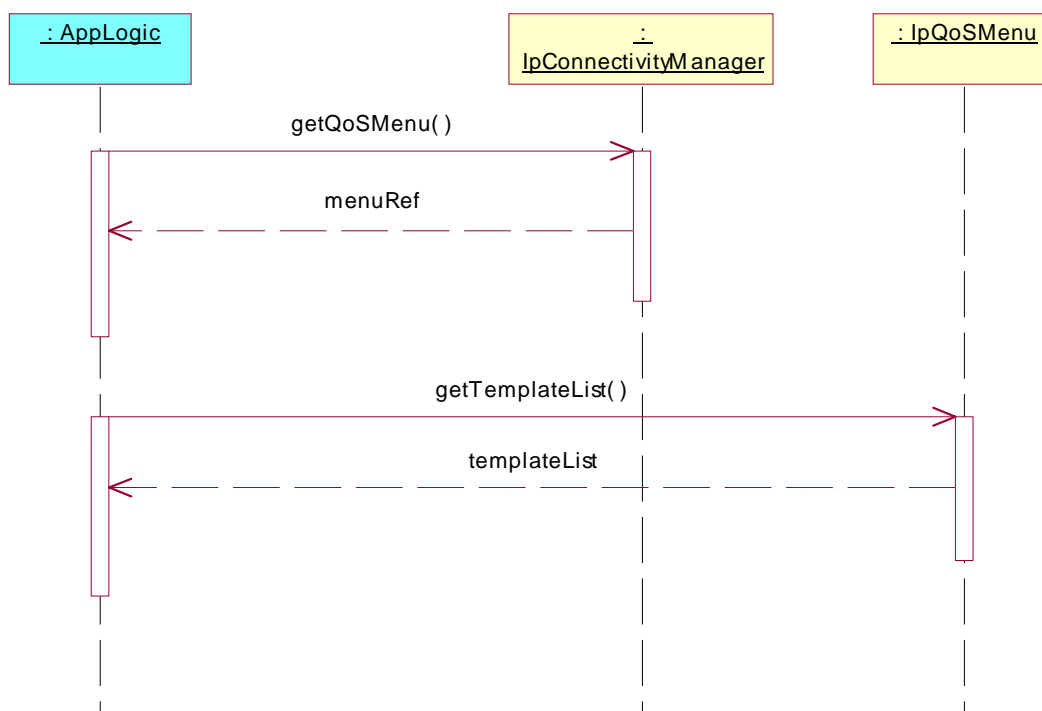 : AppLogic
:
IpConnectivityManager
: IpQoSMenu
getQoSMenu( )
menuRef
getTemplateList( )
templateList